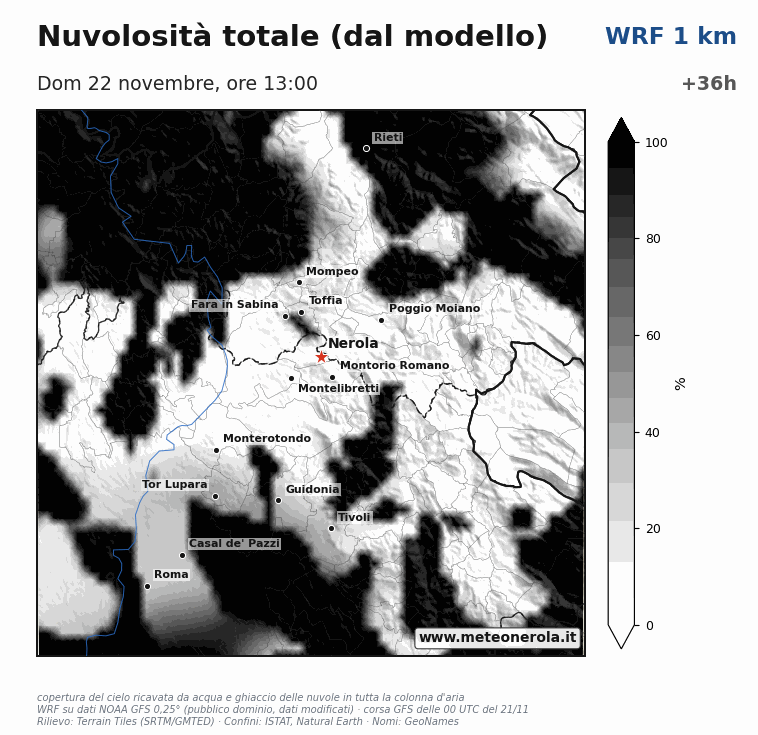 Nuvolosità totale (dal modello)
WRF 1 km
Dom 22 novembre, ore 13:00
+36h
Rieti
Mompeo
Toffia
Fara in Sabina
Poggio Moiano
Nerola
Montorio Romano
Montelibretti
Monterotondo
Tor Lupara
Guidonia
Tivoli
Casal de' Pazzi
Roma
www.meteonerola.it
100
80
60
40
20
0
%
copertura del cielo ricavata da acqua e ghiaccio delle nuvole in tutta la colonna d'aria
WRF su dati NOAA GFS 0,25° (pubblico dominio, dati modificati) · corsa GFS delle 00 UTC del 21/11
Rilievo: Terrain Tiles (SRTM/GMTED) · Confini: ISTAT, Natural Earth · Nomi: GeoNames